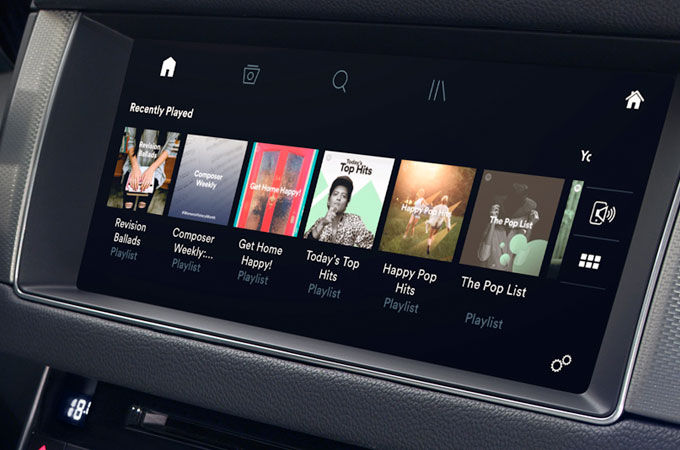 Recently Played
Yc
Revision
Ballads
Composer
Weekly
Get Home Happy!
Today's
Top Hits
Happy Pop Hits
The Pop List
Revision
Ballads
Playlist
Composer
Weekly:...
Playlist
Get Home
Happy!
Playlist
Today's Top
Hits
Playlist
Happy Pop
Hits
Playlist
The Pop List
Playlist
18